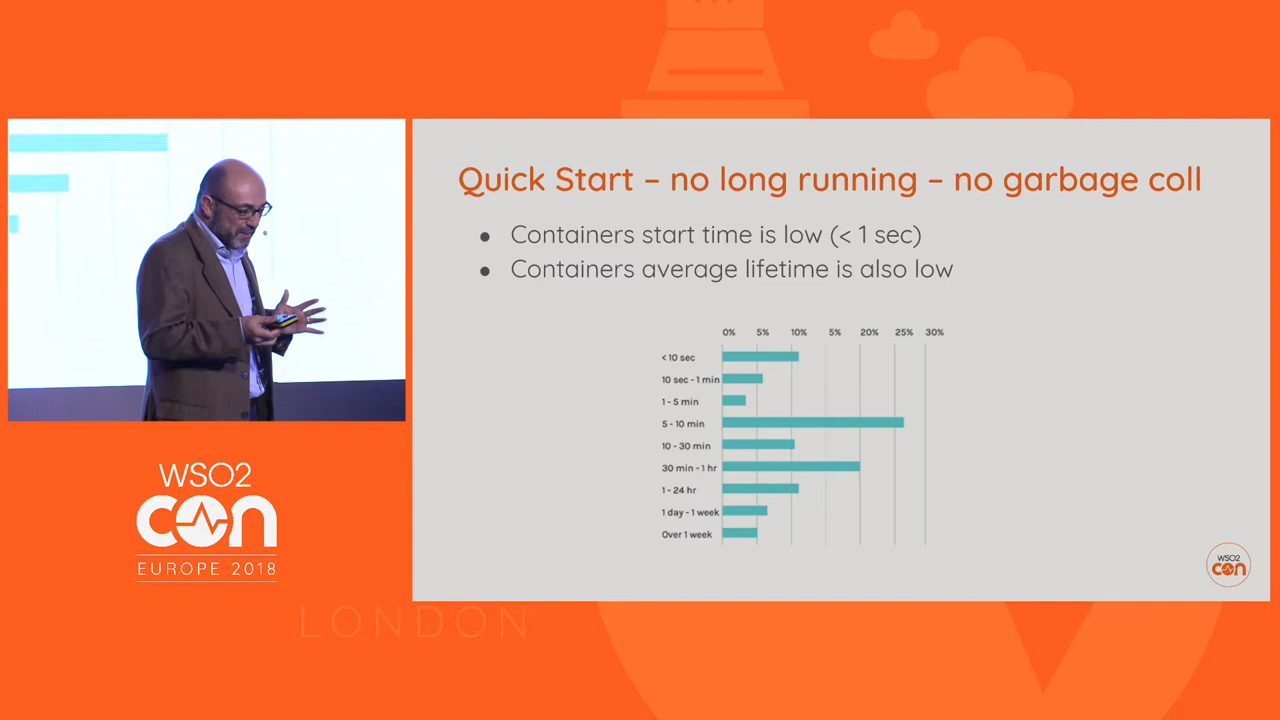 Quick Start – no long running – no garbage coll
● Containers start time is low (< 1 sec)
● Containers average lifetime is also low
0% 5% 10% 5% 20% 25% 30%
< 10 sec
10 sec - 1 min
1 - 5 min
5 - 10 min
10 - 30 min
30 min - 1 hr
1 - 24 hr
1 day - 1 week
Over 1 week
WSO2
con
EUROPE 2018
WSO2
con
LONDON